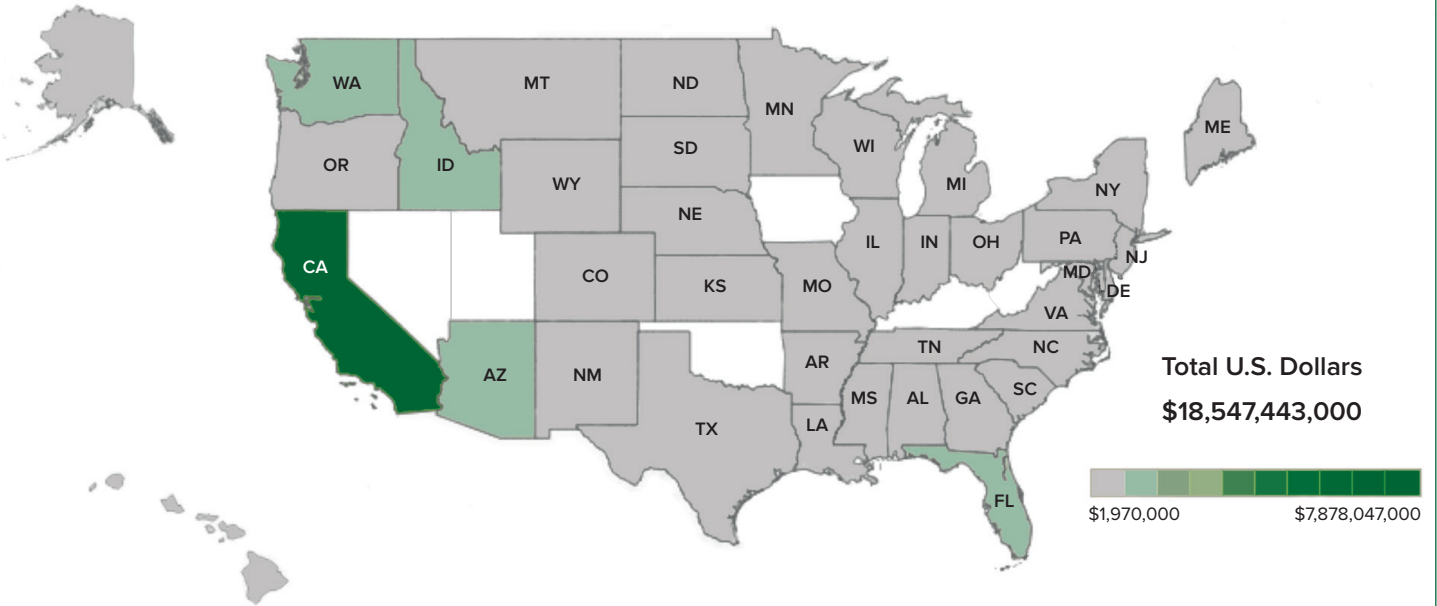 WA
MT
ND
MN
ME
OR
ID
SD
WI
WY
MI
NY
NE
CA
IL
IN
OH
PA
NJ
CO
KS
MO
MD
DE
VA
TN
NC
AZ
NM
AR
MS
AL
GA
SC
TX
LA
FL
Total U.S. Dollars
$18,547,443,000
$1,970,000
$7,878,047,000